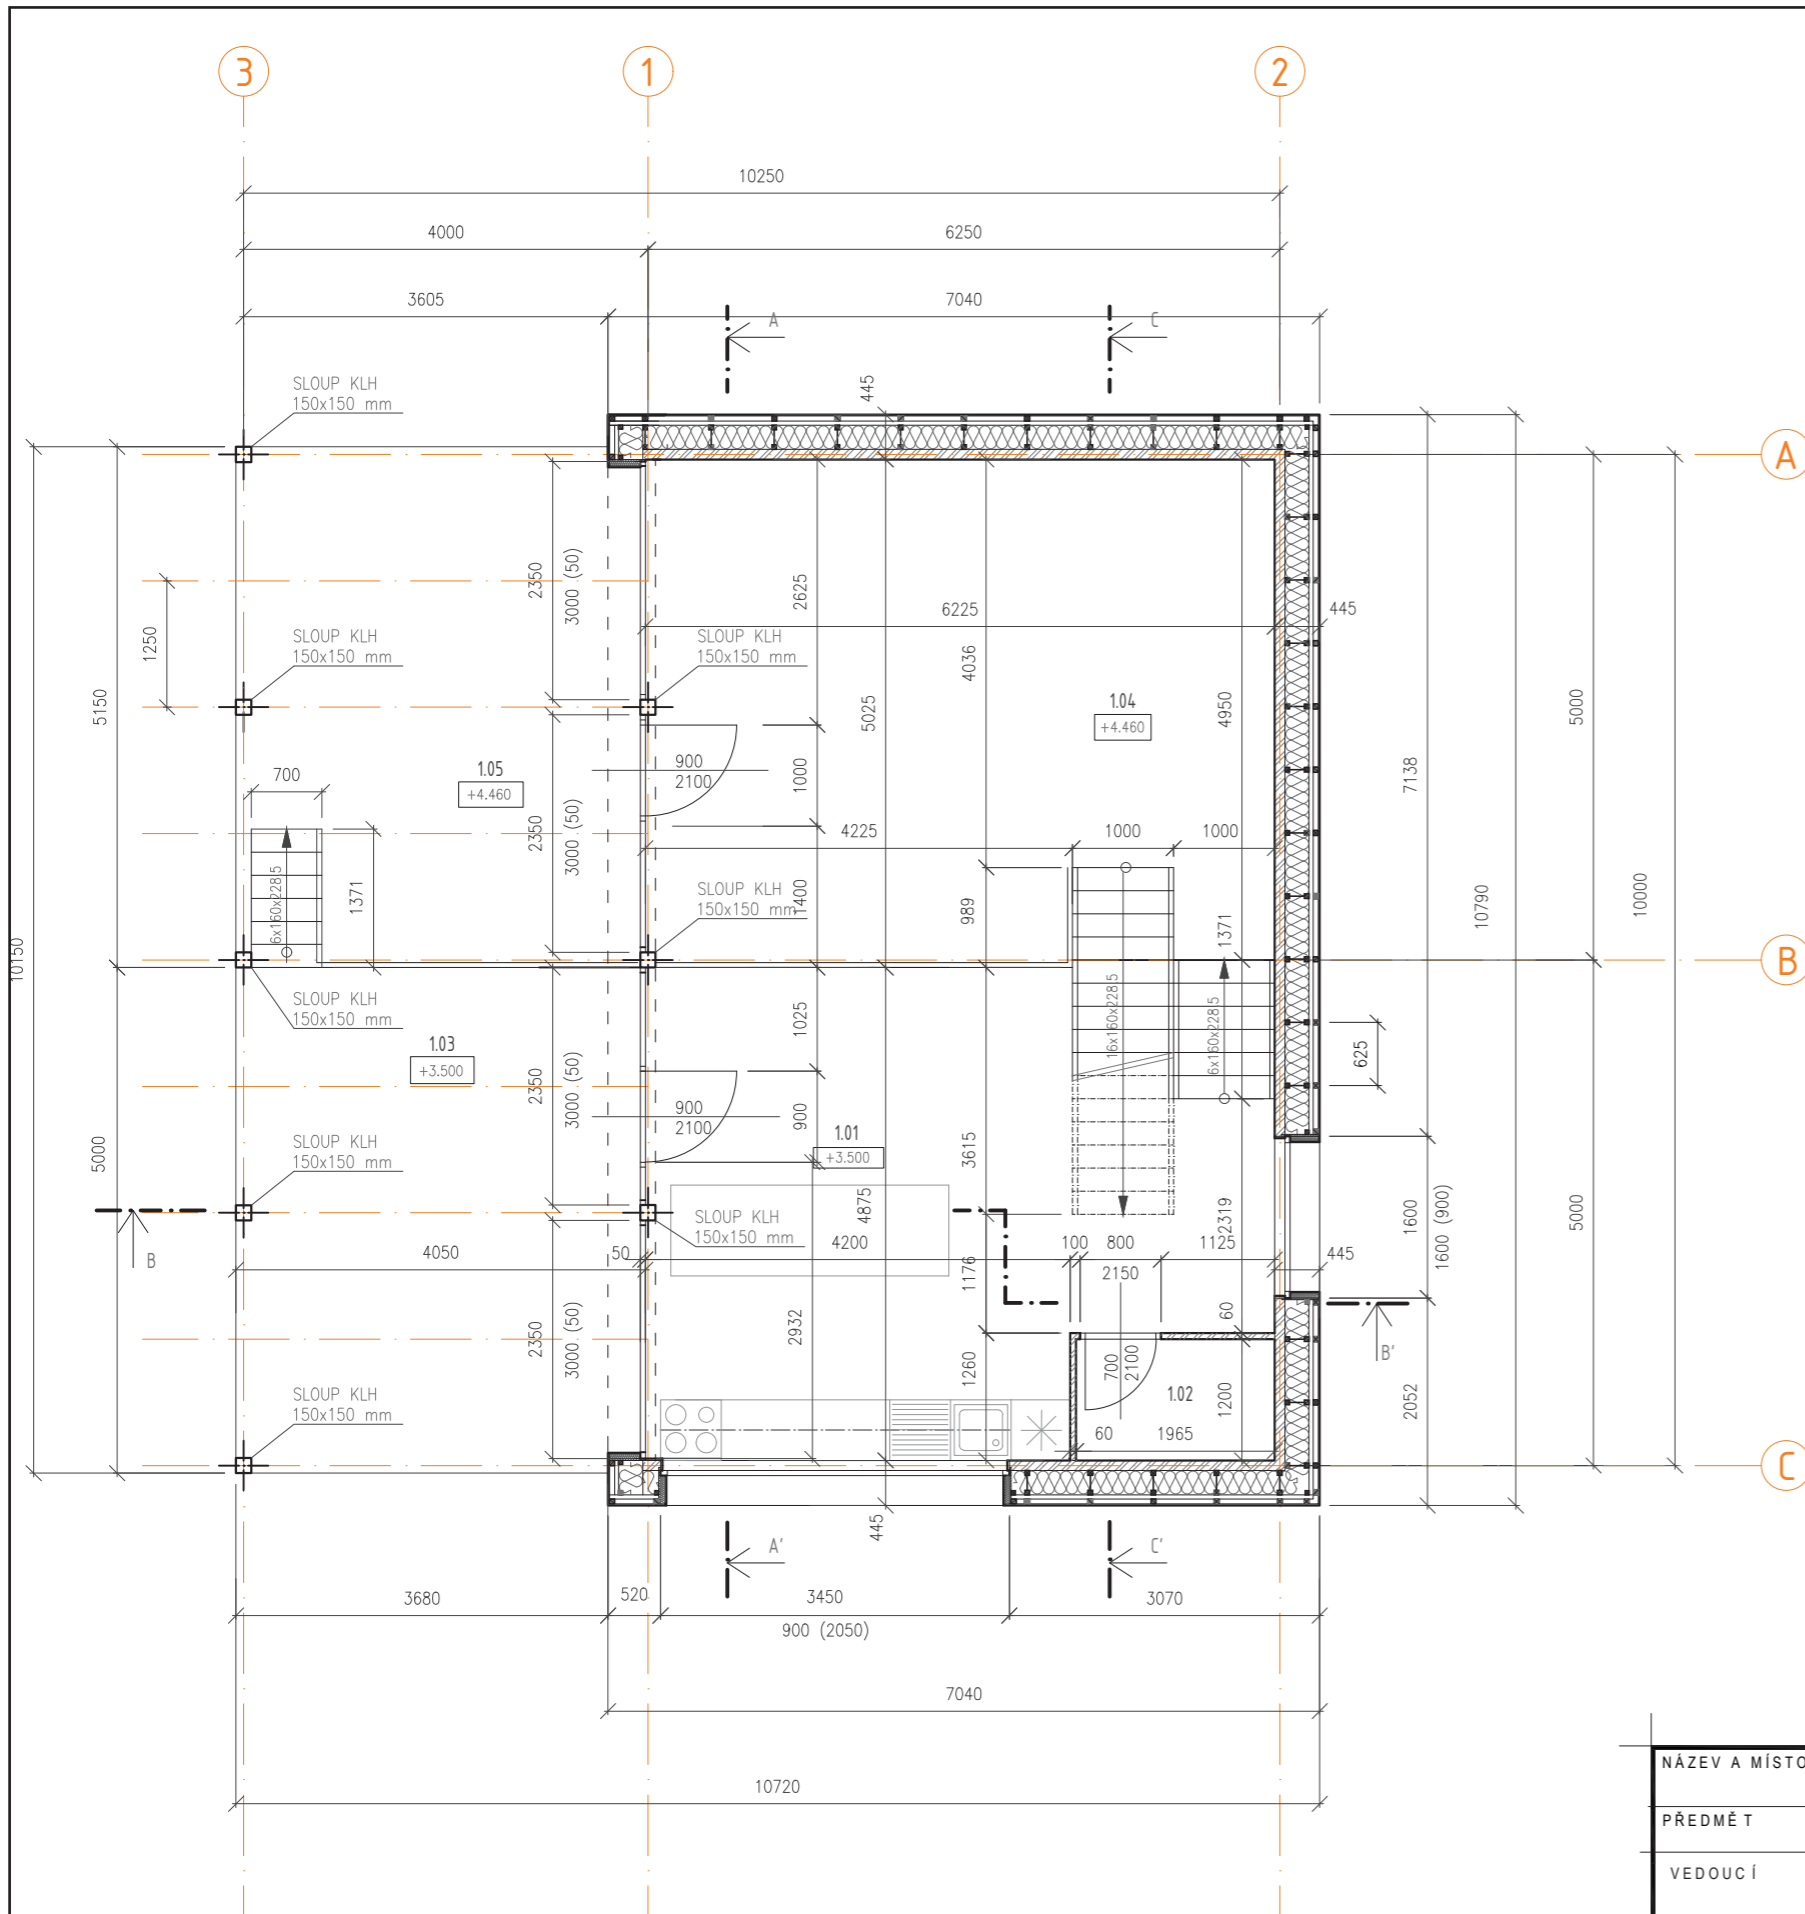 3
1
2
10250
4000
6250
3605
7040
A
C
SLOUP KLH
150x150 mm
445
A
2350
3000 (50)
2625
6225
445
1250
SLOUP KLH
150x150 mm
SLOUP KLH
150x150 mm
4036
1.04
+4.460
4950
5025
5150
5000
7138
700
1.05
+4.460
900
2100
1000
2350
3000 (50)
4225
1000
1000
6x160x228.5
1371
SLOUP KLH
150x150 mm
1400
989
1371
10790
10000
10150
B
SLOUP KLH
150x150 mm
1025
16x160x228.5
6x160x228.5
1.03
+3.500
2350
3000 (50)
625
900
2100
900
1.01
+3.500
5000
SLOUP KLH
150x150 mm
3615
4875
2319
1600
1600 (900)
5000
SLOUP KLH
150x150 mm
B
4050
50
4200
100
800
1125
445
2150
1176
60
2932
2350
3000 (50)
B'
SLOUP KLH
150x150 mm
1260
700
2100
1.02
1200
2052
60
1965
C
445
A'
C'
3680
520
3450
3070
900 (2050)
7040
10720
NÁZEV A MÍSTO
PŘEDMĚT
VEDOUCÍ